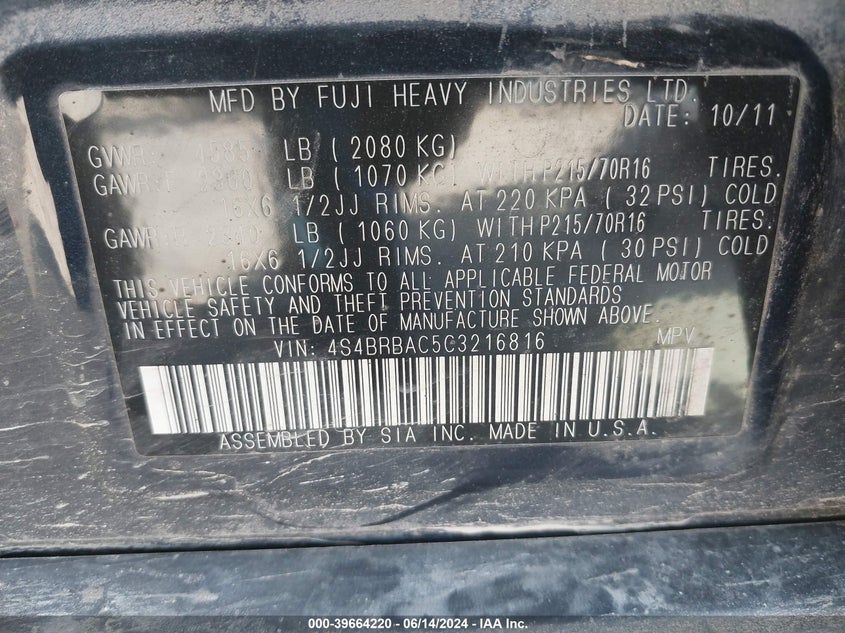 MFD BY FUJI HEAVY INDUSTRIES LTD.
DATE: 10/11
GVWR: 4585 LB ( 2080 KG)
LB ( 1070 KG) WITH P215/70R16 TIRES.
16X6 1/2JJ RIMS. AT 220 KPA ( 32 PSI) COLD
LB ( 1060 KG) WITH P215/70R16 TIRES.
16X6 1/2JJ RIMS. AT 210 KPA ( 30 PSI) COLD
THIS VEHICLE CONFORMS TO ALL APPLICABLE FEDERAL MOTOR
VEHICLE SAFETY AND THEFT PREVENTION STANDARDS
IN EFFECT ON THE DATE OF MANUFACTURE SHOWN ABOVE.
VIN: 4S4BRBAC5C3216816 MPV
ASSEMBLED BY SIA INC. MADE IN U.S.A.
000-39664220 - 06/14/2024 - IAA Inc.